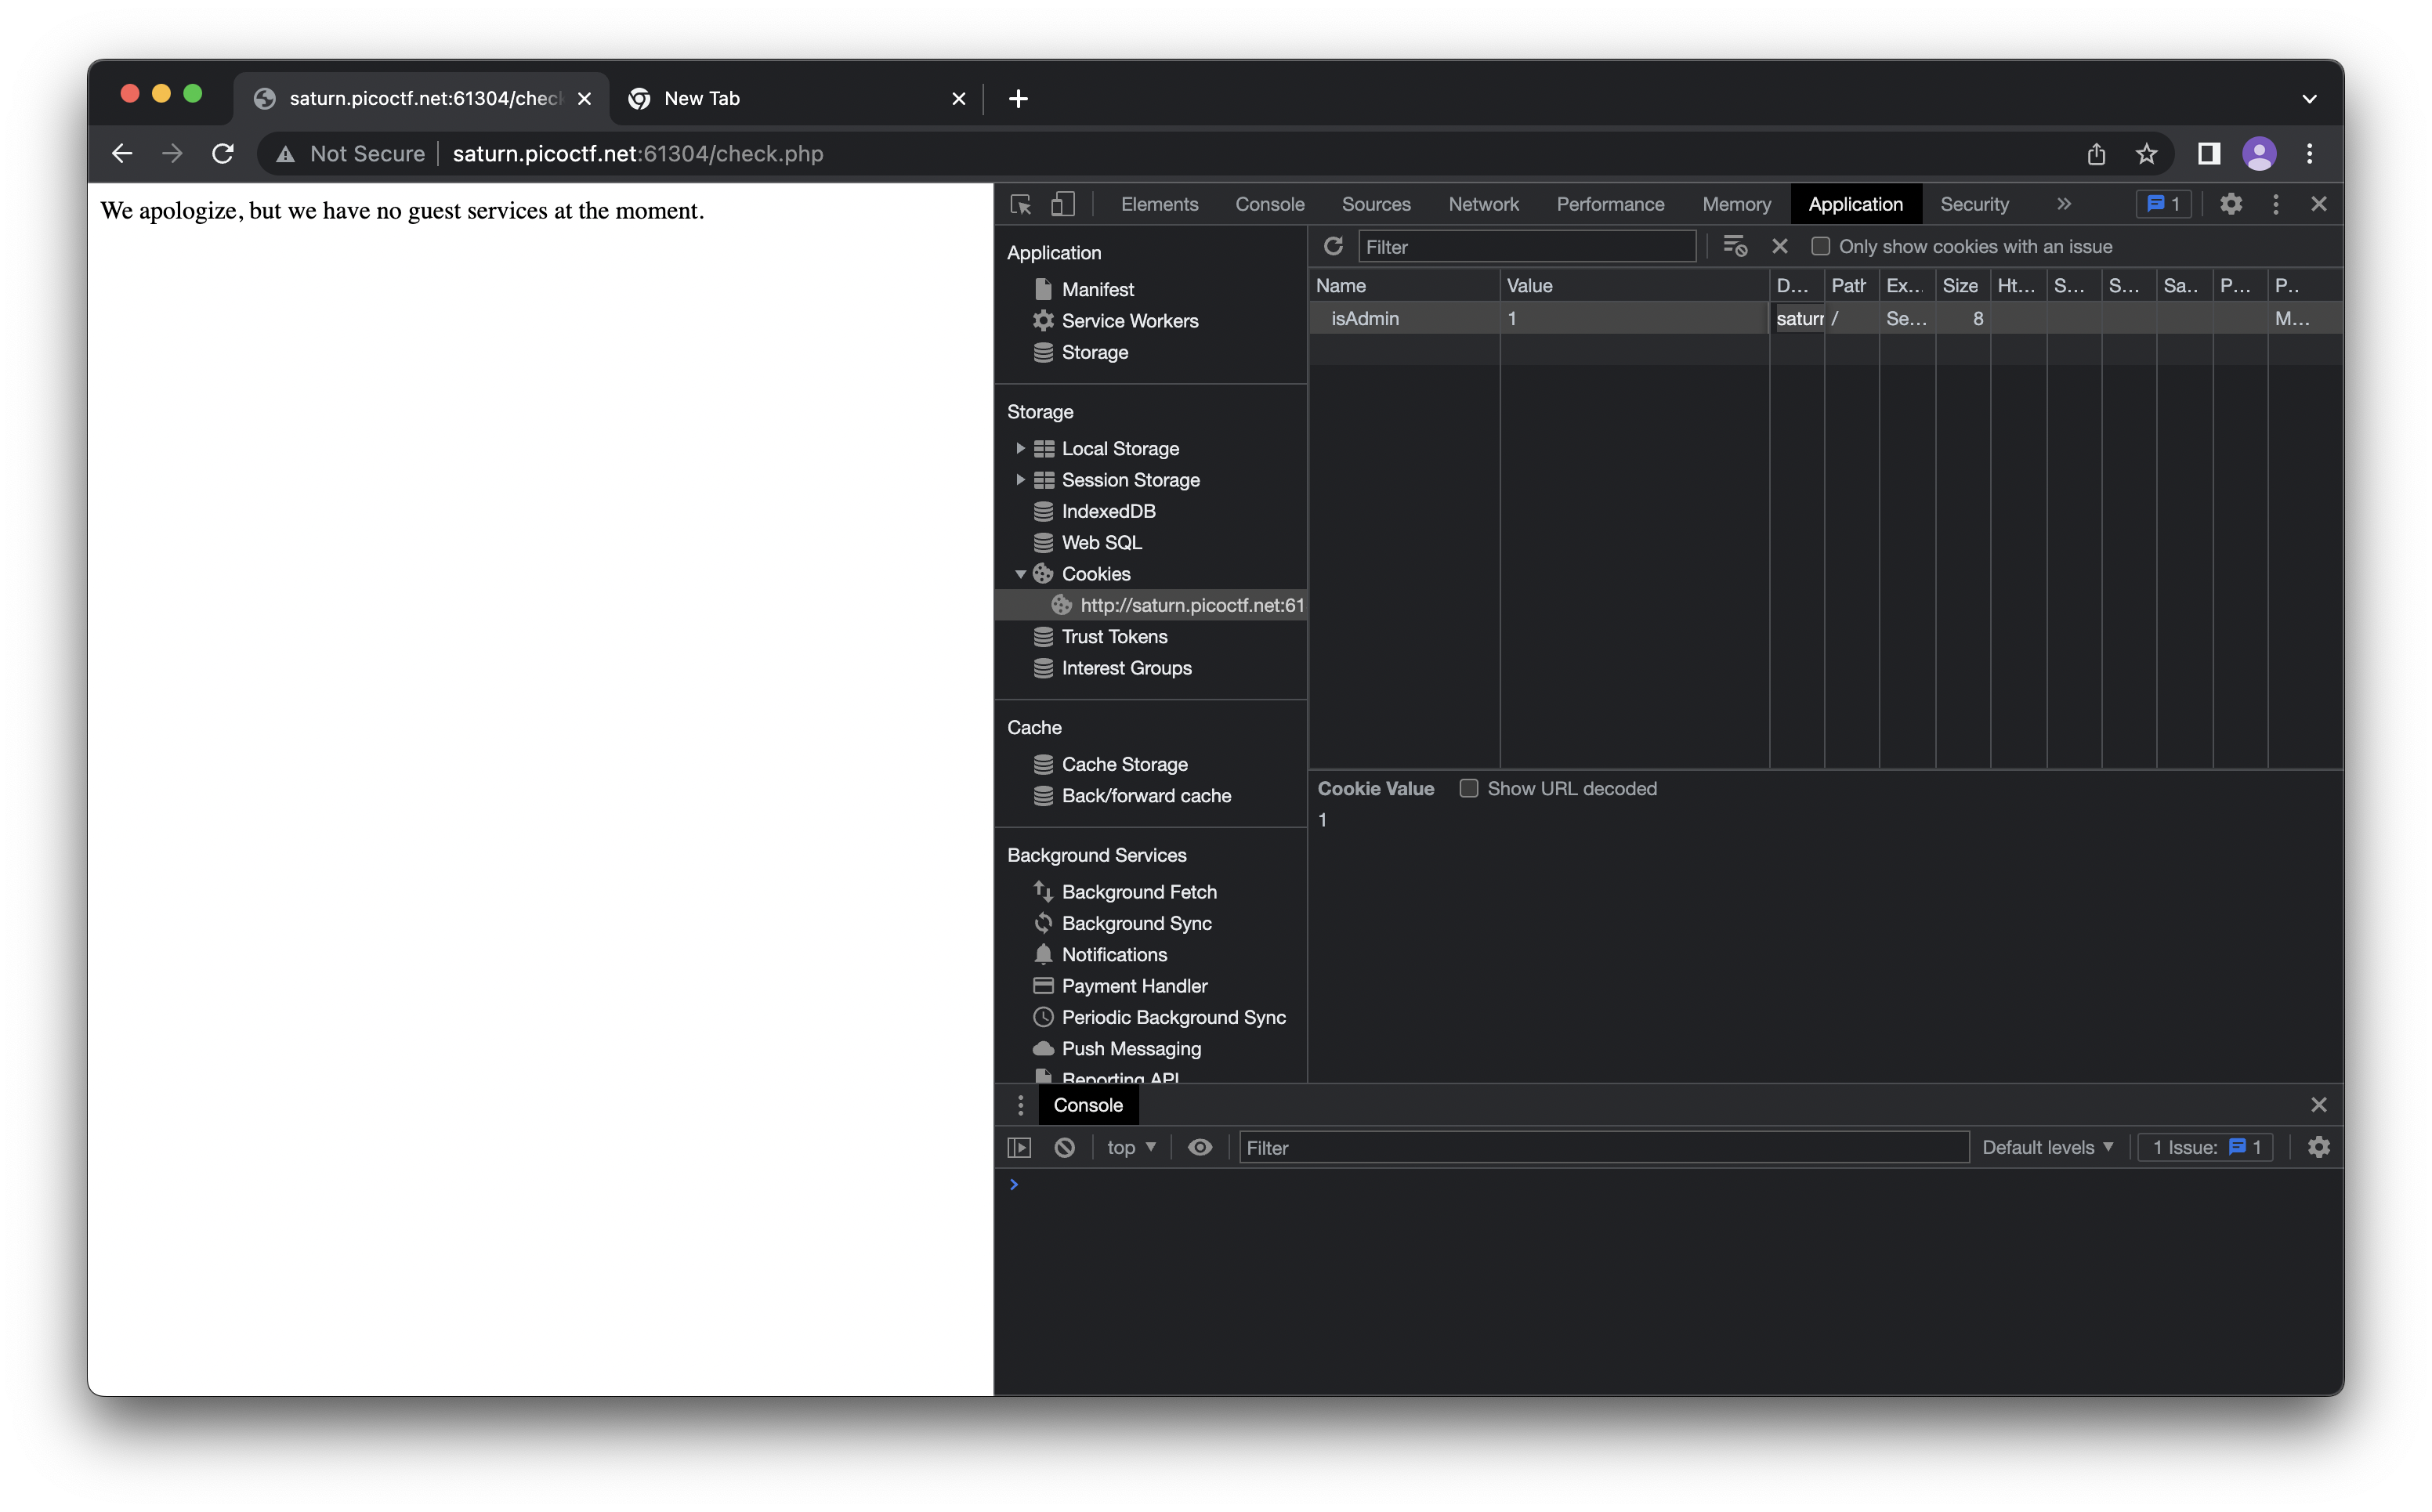 saturn.picoctf.net:61304/chec
New Tab
Not Secure
saturn.picoctf.net:61304/check.php
We apologize, but we have no guest services at the moment.
Elements Console Sources Network Performance Memory Application Security 1
Application
Manifest
Service Workers
Storage
Storage
Local Storage
Session Storage
IndexedDB
Web SQL
Cookies
http://saturn.picoctf.net:61
Trust Tokens
Interest Groups
Cache
Cache Storage
Back/forward cache
Background Services
Background Fetch
Background Sync
Notifications
Payment Handler
Periodic Background Sync
Push Messaging
Reporting API
Filter Only show cookies with an issue
Name Value D... Path Ex... Size Ht... S... S... Sa.. P... P..
isAdmin 1 saturn / Se... 8 M...
Cookie Value Show URL decoded
1
Console
top Filter Default levels 1 Issue: 1
>